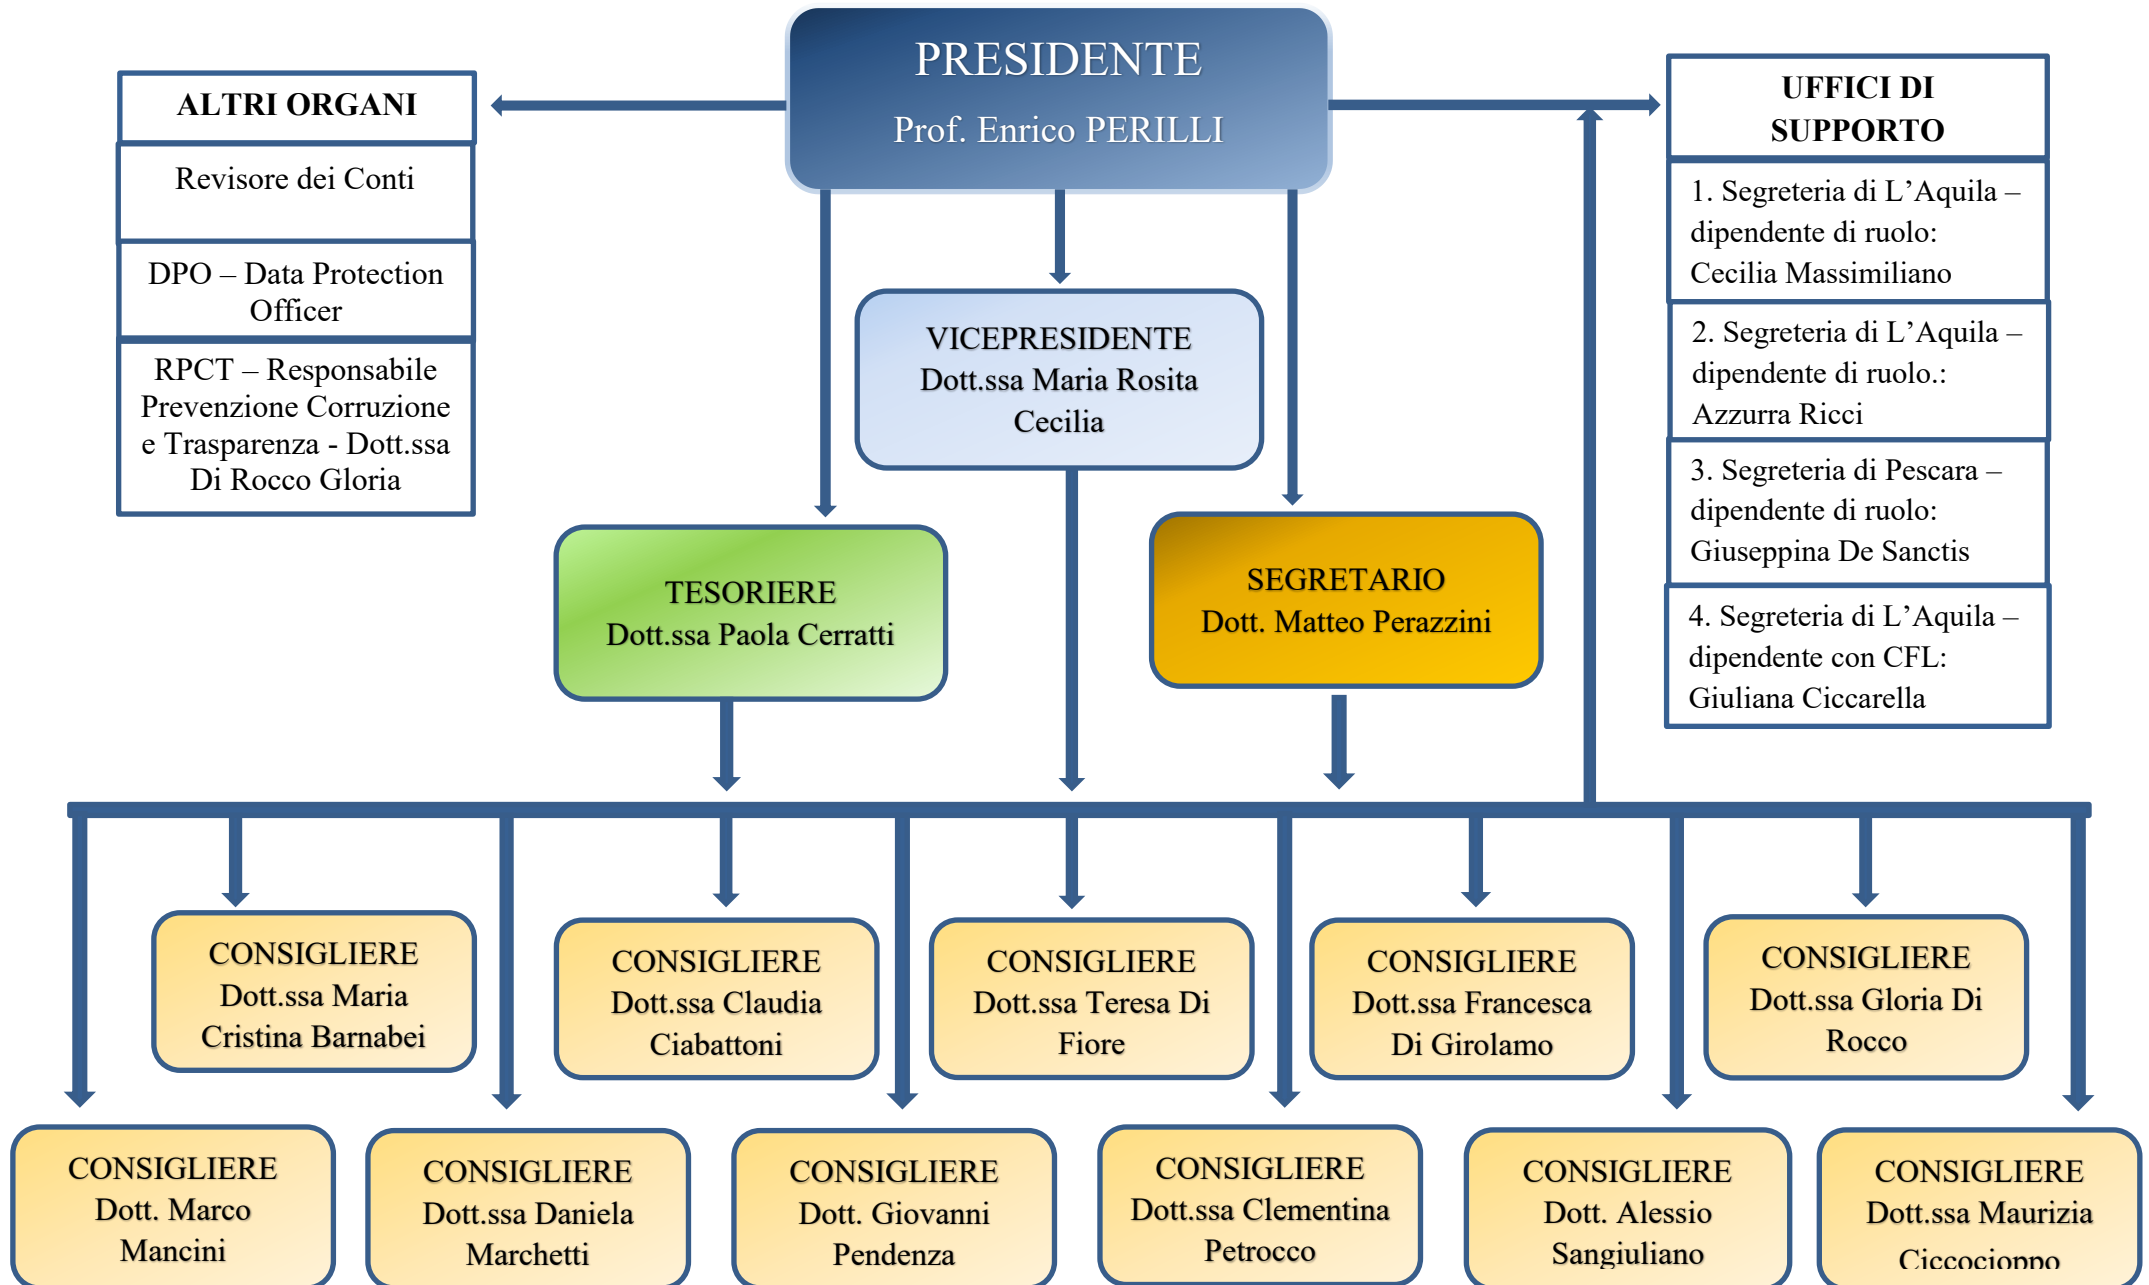 PRESIDENTE
Prof. Enrico PERILLI
ALTRI ORGANI
Revisore dei Conti
DPO – Data Protection
Officer
RPCT – Responsabile
Prevenzione Corruzione
e Trasparenza - Dott.ssa
Di Rocco Gloria
UFFICI DI
SUPPORTO
1. Segreteria di L’Aquila –
dipendente di ruolo:
Cecilia Massimiliano
2. Segreteria di L’Aquila –
dipendente di ruolo.:
Azzurra Ricci
3. Segreteria di Pescara –
dipendente di ruolo:
Giuseppina De Sanctis
4. Segreteria di L’Aquila –
dipendente con CFL:
Giuliana Ciccarella
VICEPRESIDENTE
Dott.ssa Maria Rosita
Cecilia
TESORIERE
Dott.ssa Paola Cerratti
SEGRETARIO
Dott. Matteo Perazzini
CONSIGLIERE
Dott.ssa Maria
Cristina Barnabei
CONSIGLIERE
Dott.ssa Claudia
Ciabattoni
CONSIGLIERE
Dott.ssa Teresa Di
Fiore
CONSIGLIERE
Dott.ssa Francesca
Di Girolamo
CONSIGLIERE
Dott.ssa Gloria Di
Rocco
CONSIGLIERE
Dott. Marco
Mancini
CONSIGLIERE
Dott.ssa Daniela
Marchetti
CONSIGLIERE
Dott. Giovanni
Pendenza
CONSIGLIERE
Dott.ssa Clementina
Petrocco
CONSIGLIERE
Dott. Alessio
Sangiuliano
CONSIGLIERE
Dott.ssa Maurizia
Ciccocioppo